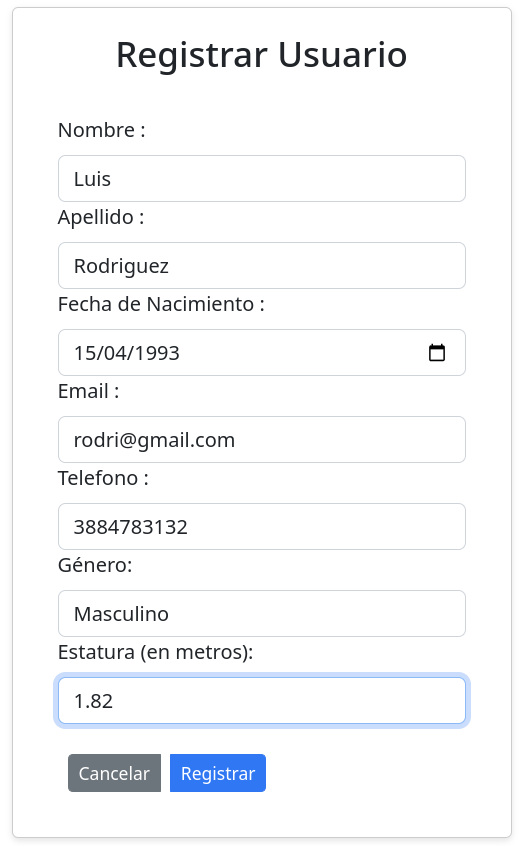 Registrar Usuario
Nombre :
Luis
Apellido :
Rodriguez
Fecha de Nacimiento :
15/04/1993
Email :
rodri@gmail.com
Telefono :
3884783132
Género:
Masculino
Estatura (en metros):
1.82
Cancelar Registrar